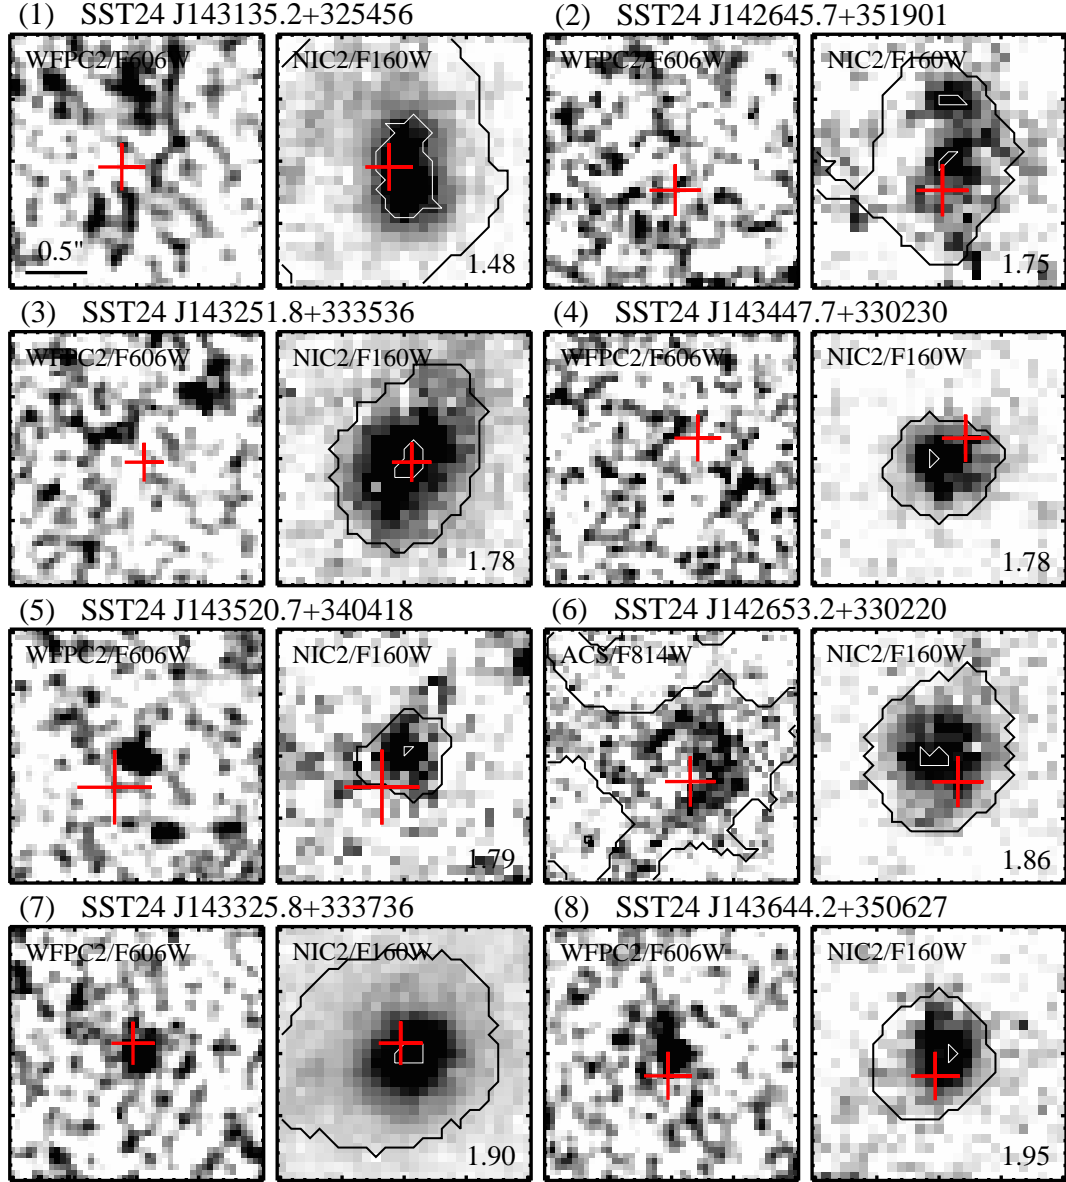 (1) SST24 J143135.2+325456
WFPC2/F606W
0.5"
NIC2/F160W
1.48
(2) SST24 J142645.7+351901
WFPC2/F606W
NIC2/F160W
1.75
(3) SST24 J143251.8+333536
WFPC2/F606W
NIC2/F160W
1.78
(4) SST24 J143447.7+330230
WFPC2/F606W
NIC2/F160W
1.78
(5) SST24 J143520.7+340418
WFPC2/F606W
NIC2/F160W
1.79
(6) SST24 J142653.2+330220
ACS/F814W
NIC2/F160W
1.86
(7) SST24 J143325.8+333736
WFPC2/F606W
NIC2/F160W
1.90
(8) SST24 J143644.2+350627
WFPC2/F606W
NIC2/F160W
1.95